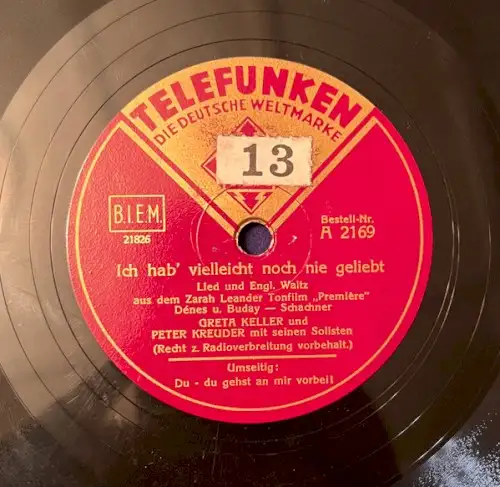 TELEFUNKEN
DIE DEUTSCHE WELTMARKE
13
B.I.E.M.
21826
Bestell-Nr.
A 2169
Ich hab' vielleicht noch nie geliebt
Lied und Engl. Waltz
aus dem Zarah Leander Tonfilm „Première"
Dénes u. Buday — Schachner
GRETA KELLER und
PETER KREUDER mit seinen Solisten
(Recht z. Radioverbreitung vorbehalt.)
Umseitig:
Du - du gehst an mir vorbei!